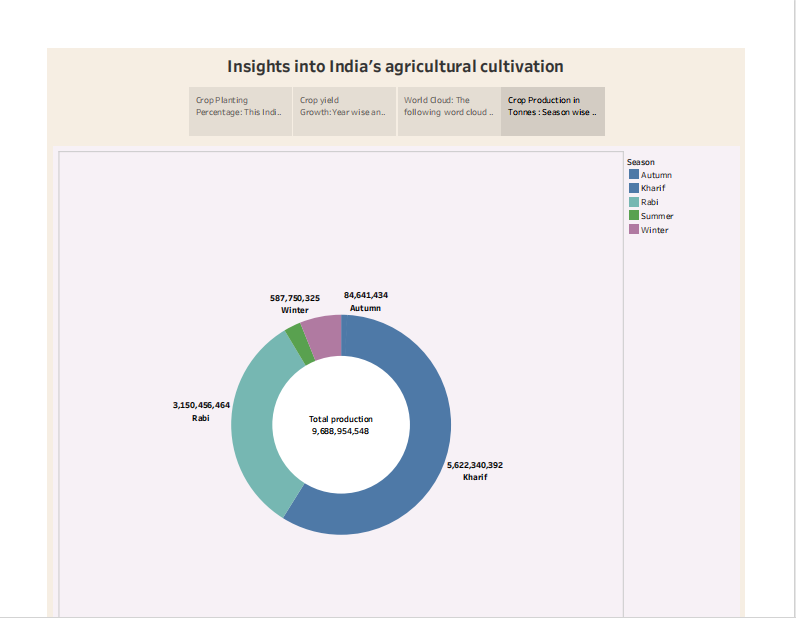 Insights into India’s agricultural cultivation
Crop Planting
Percentage: This Indi..
Crop yield
Growth:Year wise an..
World Cloud: The
following word cloud ..
Crop Production in
Tonnes : Season wise ..
Season
Autumn
Kharif
Rabi
Summer
Winter
587,750,325
Winter
84,641,434
Autumn
3,150,456,464
Rabi
Total production
9,688,954,548
5,622,340,392
Kharif